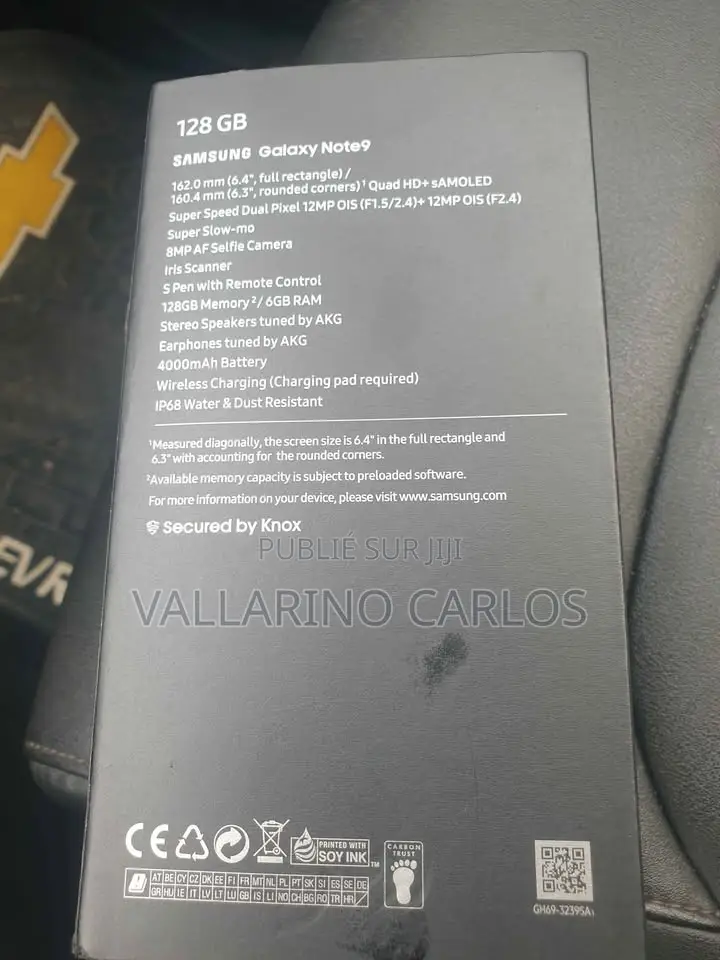 128 GB
SAMSUNG Galaxy Note9
162.0 mm (6.4", full rectangle) /
160.4 mm (6.3", rounded corners)¹ Quad HD+ sAMOLED
Super Speed Dual Pixel 12MP OIS (F1.5/2.4)+ 12MP OIS (F2.4)
Super Slow-mo
8MP AF Selfie Camera
Iris Scanner
S Pen with Remote Control
128GB Memory²/ 6GB RAM
Stereo Speakers tuned by AKG
Earphones tuned by AKG
4000mAh Battery
Wireless Charging (Charging pad required)
IP68 Water & Dust Resistant
¹Measured diagonally, the screen size is 6.4" in the full rectangle and
6.3" with accounting for the rounded corners.
²Available memory capacity is subject to preloaded software.
For more information on your device, please visit www.samsung.com
Secured by Knox
PUBLIÉ SUR JIJI
VALLARINO CARLOS
EVR
CE
PRINTED WITH
SOY INK™
CARBON
TRUST
AT BE CY CZ DK EE FI FR MT NL PL PT SK SI ES SE DE
GR HU IE IT LV LT LU GB IS LI NO CH BG RO TR HR
GH69-32395A